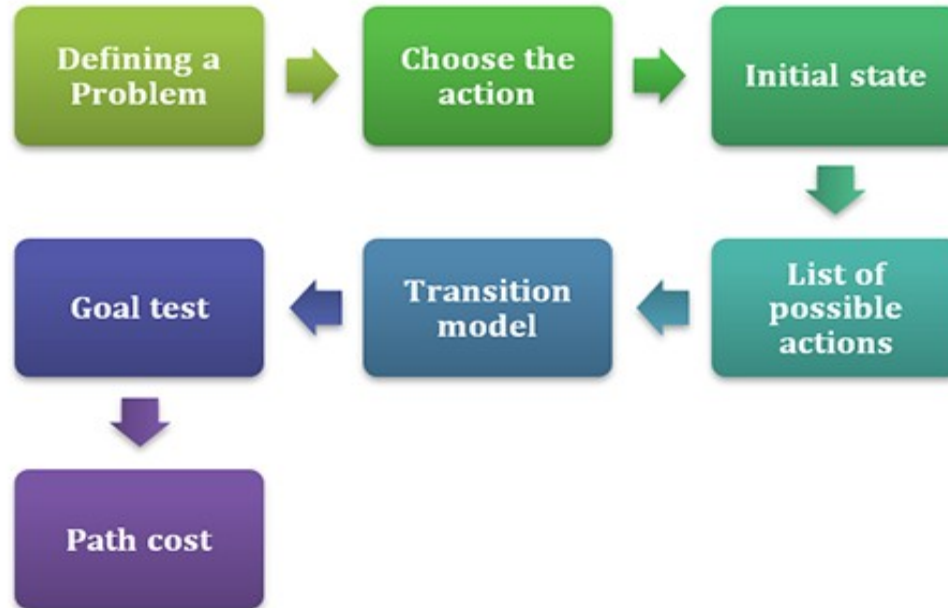 Defining a
Problem
Choose the
action
Initial state
List of
possible
actions
Transition
model
Goal test
Path cost